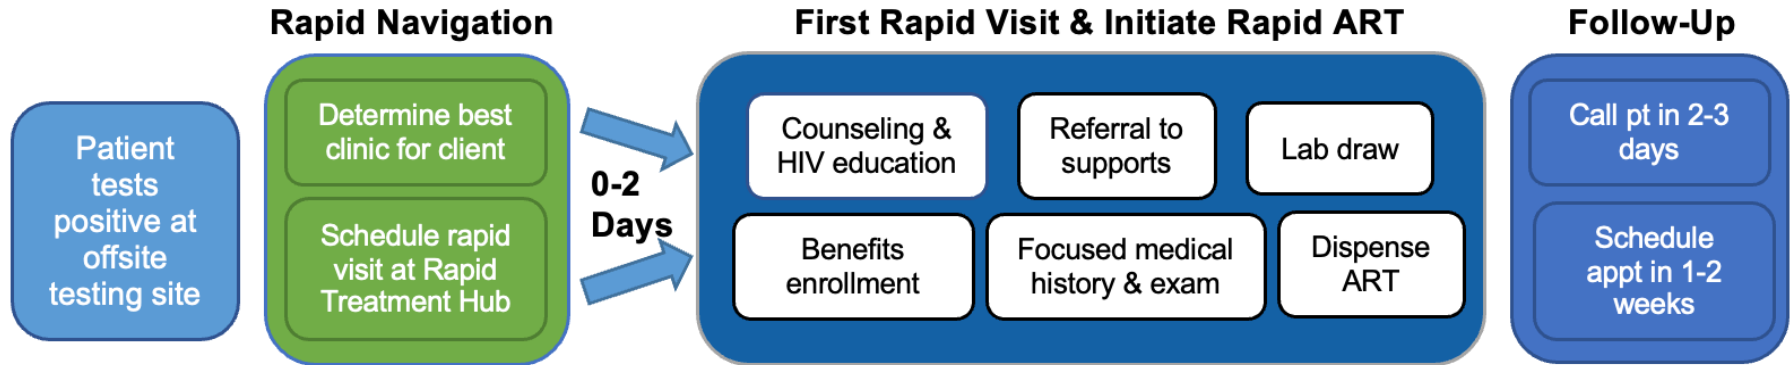 Rapid Navigation
First Rapid Visit & Initiate Rapid ART
Follow-Up
Patient
tests
positive at
offsite
testing site
Determine best
clinic for client
Schedule rapid
visit at Rapid
Treatment Hub
0-2
Days
Counseling &
HIV education
Referral to
supports
Lab draw
Benefits
enrollment
Focused medical
history & exam
Dispense
ART
Call pt in 2-3
days
Schedule
appt in 1-2
weeks